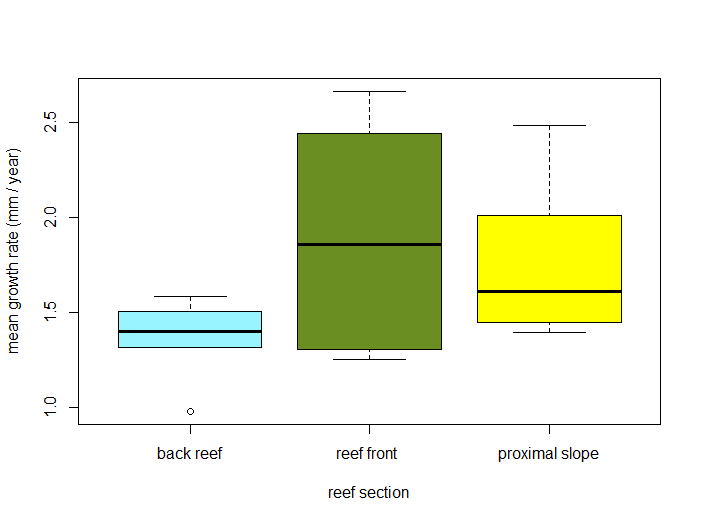 mean growth rate (mm / year)
2.5
2.0
1.5
1.0
back reef
reef front
proximal slope
reef section